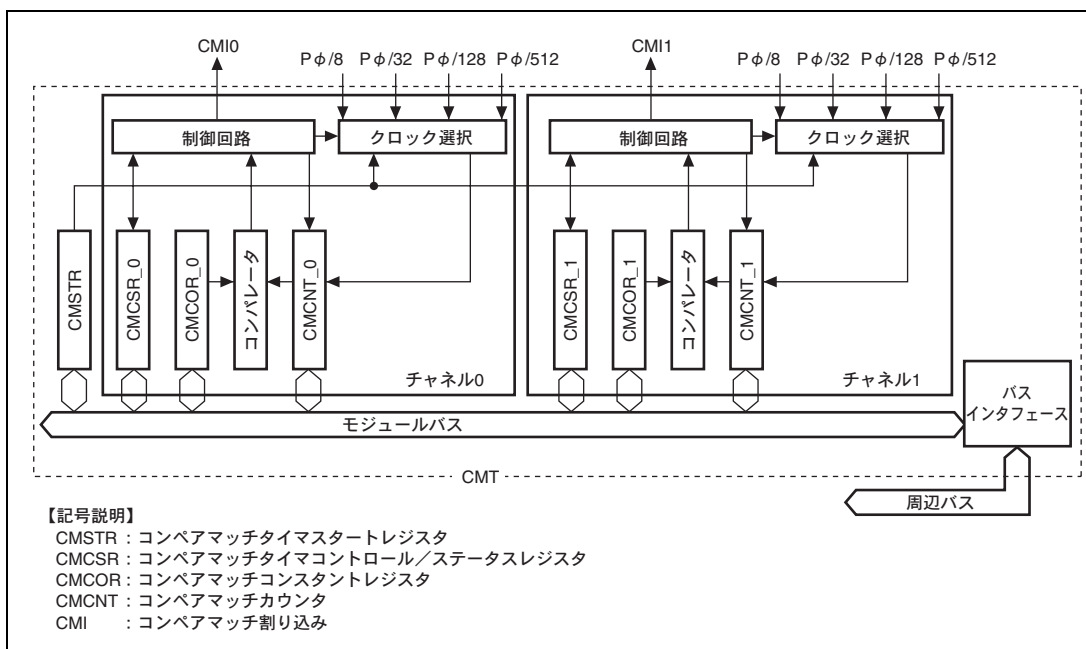 CMI0 Pφ/8 Pφ/32 Pφ/128 Pφ/512 CMI1 Pφ/8 Pφ/32 Pφ/128 Pφ/512
制御回路 クロック選択 制御回路 クロック選択
CMSTR
CMCSR_0
CMCOR_0
コンパレータ
CMCNT_0
CMCSR_1
CMCOR_1
コンパレータ
CMCNT_1
チャネル0 チャネル1
モジュールバス
バス
インタフェース
CMT
周辺バス
【記号説明】
CMSTR : コンペアマッチタイマスタートレジスタ
CMCSR : コンペアマッチタイマコントロール／ステータスレジスタ
CMCOR : コンペアマッチコンスタントレジスタ
CMCNT : コンペアマッチカウンタ
CMI : コンペアマッチ割り込み